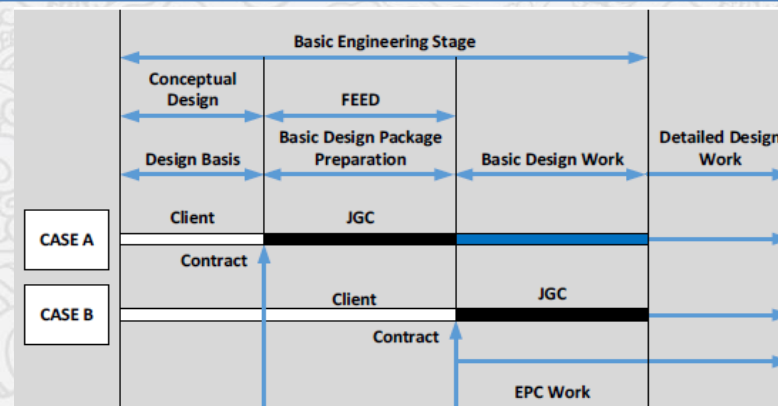 Basic Engineering Stage
Conceptual
Design
FEED
Design Basis
Basic Design Package
Preparation
Basic Design Work
Detailed Design
Work
CASE A
Client
JGC
Contract
CASE B
Client
JGC
Contract
EPC Work